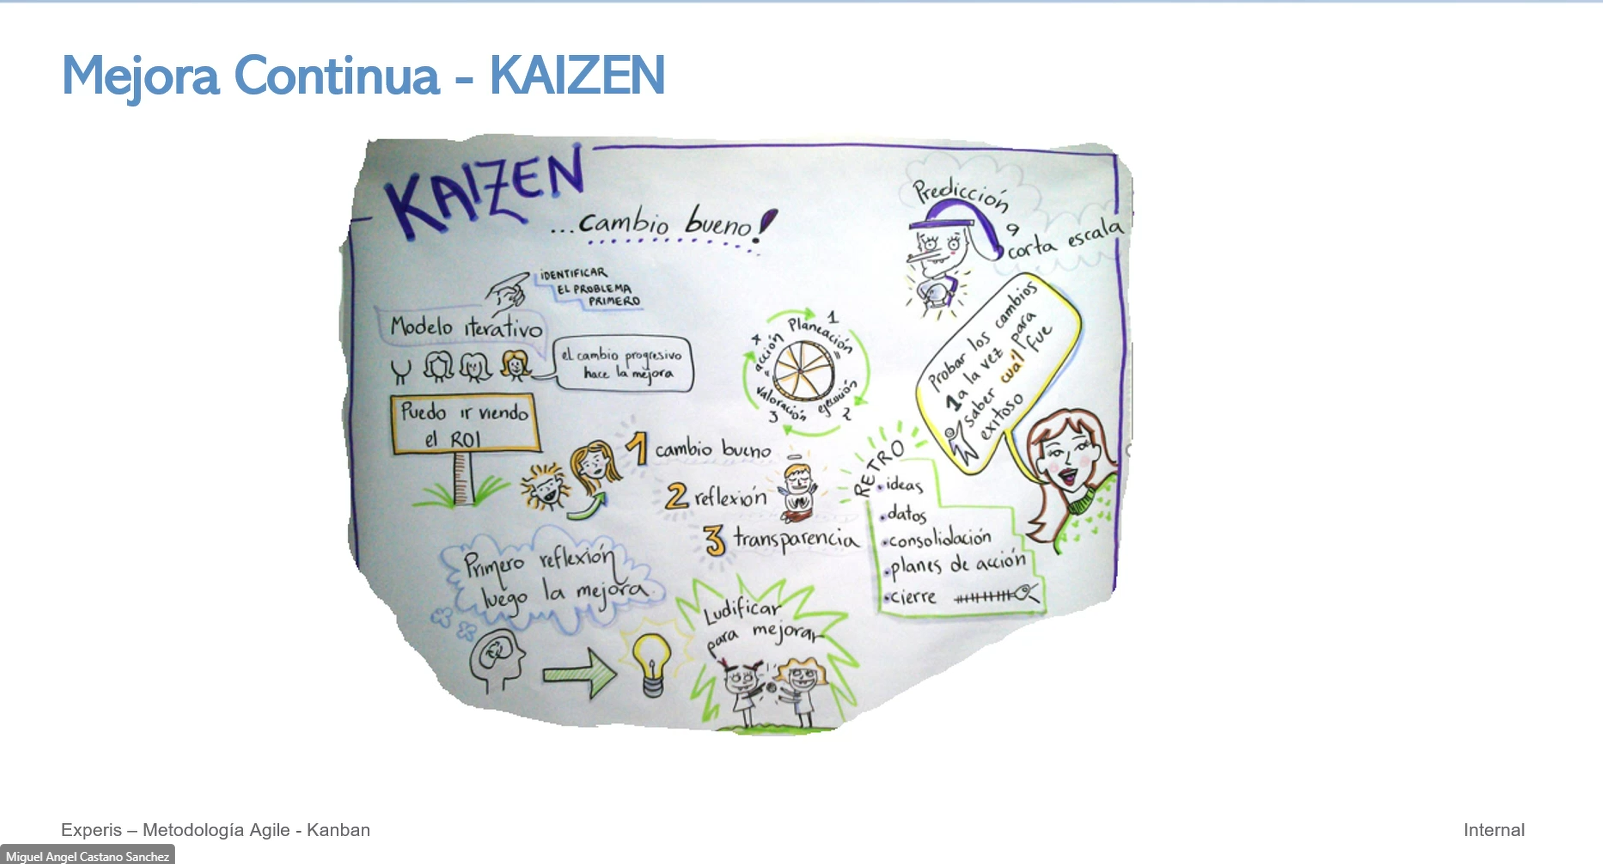 Mejora Continua - KAIZEN
KAIZEN
...cambio bueno!
Predicción
a
corta escala
IDENTIFICAR
EL PROBLEMA
PRIMERO
Modelo iterativo
el cambio progresivo
hace la mejora
Puedo ir viendo
el ROI
1
Planeación
ejecución
2
valoración
3
acción
4
Probar los cambios
1 a la vez para
saber cuál fue
exitoso
1 cambio bueno
2 reflexión
3 transparencia
RETRO
•ideas
•datos
•consolidación
•planes de acción
•cierre
Primero reflexión
luego la mejora
Ludificar
para mejorar
Experis – Metodología Agile - Kanban
Internal
Miguel Angel Castano Sanchez